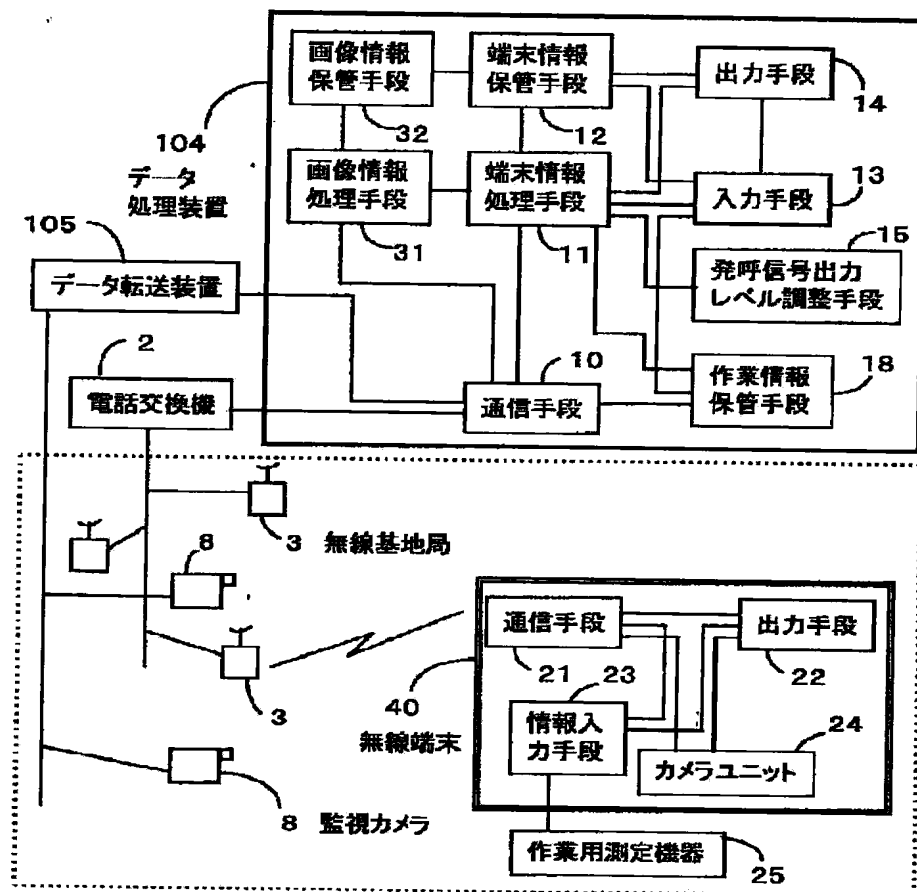 画像情報
保管手段
32
端末情報
保管手段
12
出力手段
14
104
データ
処理装置
画像情報
処理手段
31
端末情報
処理手段
11
入力手段
13
15
発呼信号出力
レベル調整手段
105
データ転送装置
2
電話交換機
10
通信手段
作業情報
保管手段
18
3 無線基地局
8
3
8 監視カメラ
40
無線端末
通信手段
21
出力手段
22
23
情報入
力手段
24
カメラユニット
作業用測定機器
25